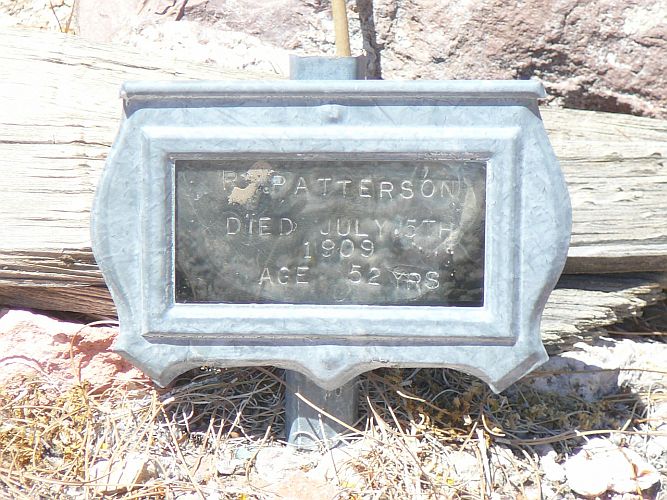 PATTERSON
DIED JULY 5TH
1909
AGE 52 YRS